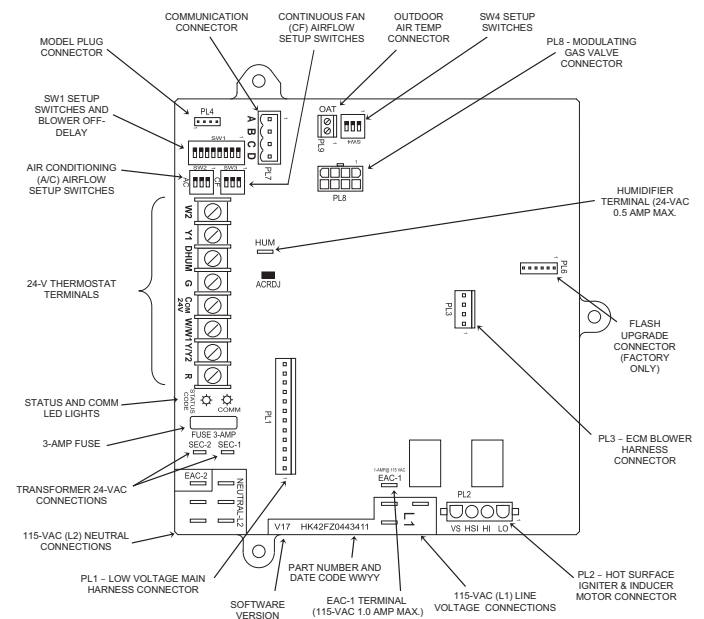 COMMUNICATION
CONNECTOR
CONTINUOUS FAN
(CF) AIRFLOW
SETUP SWITCHES
OUTDOOR
AIR TEMP
CONNECTOR
SW4 SETUP
SWITCHES
PL8 - MODULATING
GAS VALVE
CONNECTOR
MODEL PLUG
CONNECTOR
SW1 SETUP
SWITCHES AND
BLOWER OFF-
DELAY
AIR CONDITIONING
(A/C) AIRFLOW
SETUP SWITCHES
PL4
A
B
C
D
PL7
OAT
PL9
SW4
SW1
SW2
SW3
AC
CF
1
PL8
HUMIDIFIER
TERMINAL (24-VAC
0.5 AMP MAX.
24-V THERMOSTAT
TERMINALS
W2
Y1
DHUM
G
COM
24V
W/W1
Y/Y2
R
HUM
ACRDJ
PL6
PL3
FLASH
UPGRADE
CONNECTOR
(FACTORY
ONLY)
STATUS AND COMM
LED LIGHTS
STATUS
CODE
COMM
PL1
3-AMP FUSE
FUSE 3-AMP
SEC-2
SEC-1
PL3 – ECM BLOWER
HARNESS
CONNECTOR
TRANSFORMER 24-VAC
CONNECTIONS
EAC-2
NEUTRAL-L2
1-AMP@ 115 VAC
EAC-1
L1
PL2
VS HSI HI LO
1
115-VAC (L2) NEUTRAL
CONNECTIONS
V17 HK42FZ0443411
PL1 – LOW VOLTAGE MAIN
HARNESS CONNECTOR
SOFTWARE
VERSION
PART NUMBER AND
DATE CODE WWYY
EAC-1 TERMINAL
(115-VAC 1.0 AMP MAX.)
115-VAC (L1) LINE
VOLTAGE CONNECTIONS
PL2 – HOT SURFACE
IGNITER & INDUCER
MOTOR CONNECTOR